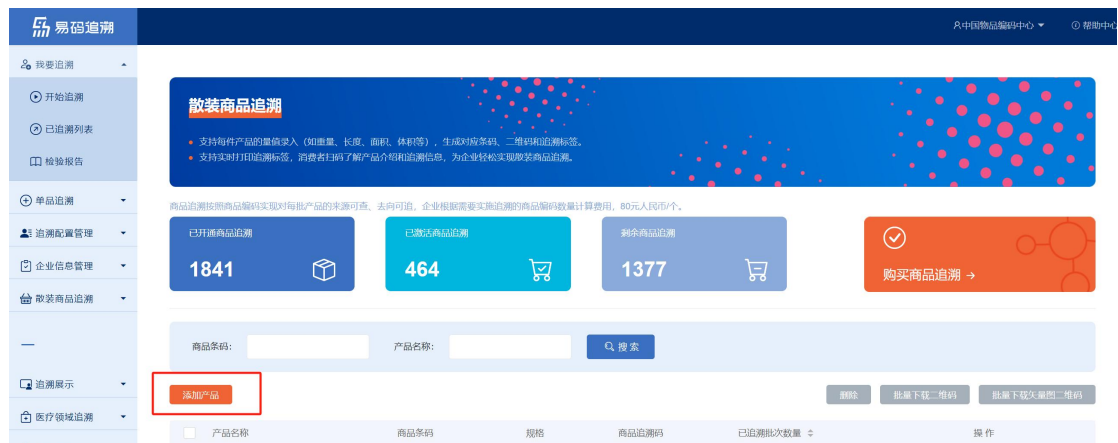 易码追溯
中国物品编码中心
帮助中心
我要追溯
开始追溯
已追溯列表
检验报告
单品追溯
追溯配置管理
企业信息管理
散装商品追溯
追溯展示
医疗领域追溯
散装商品追溯
• 支持每件产品的量值录入（如重量、长度、面积、体积等），生成对应条码、二维码和追溯标签。
• 支持实时打印追溯标签，消费者扫码了解产品介绍和追溯信息，为企业轻松实现散装商品追溯。
商品追溯按照商品编码实现对每批产品的来源可查、去向可追，企业根据需要实施追溯的商品编码数量计算费用，80元人民币/个。
已开通商品追溯
1841
已激活商品追溯
464
剩余商品追溯
1377
购买商品追溯 →
商品条码:
产品名称:
搜 索
添加产品
删除
批量下载二维码
批量下载矢量图二维码
产品名称
商品条码
规格
商品追溯码
已追溯批次数量
操 作